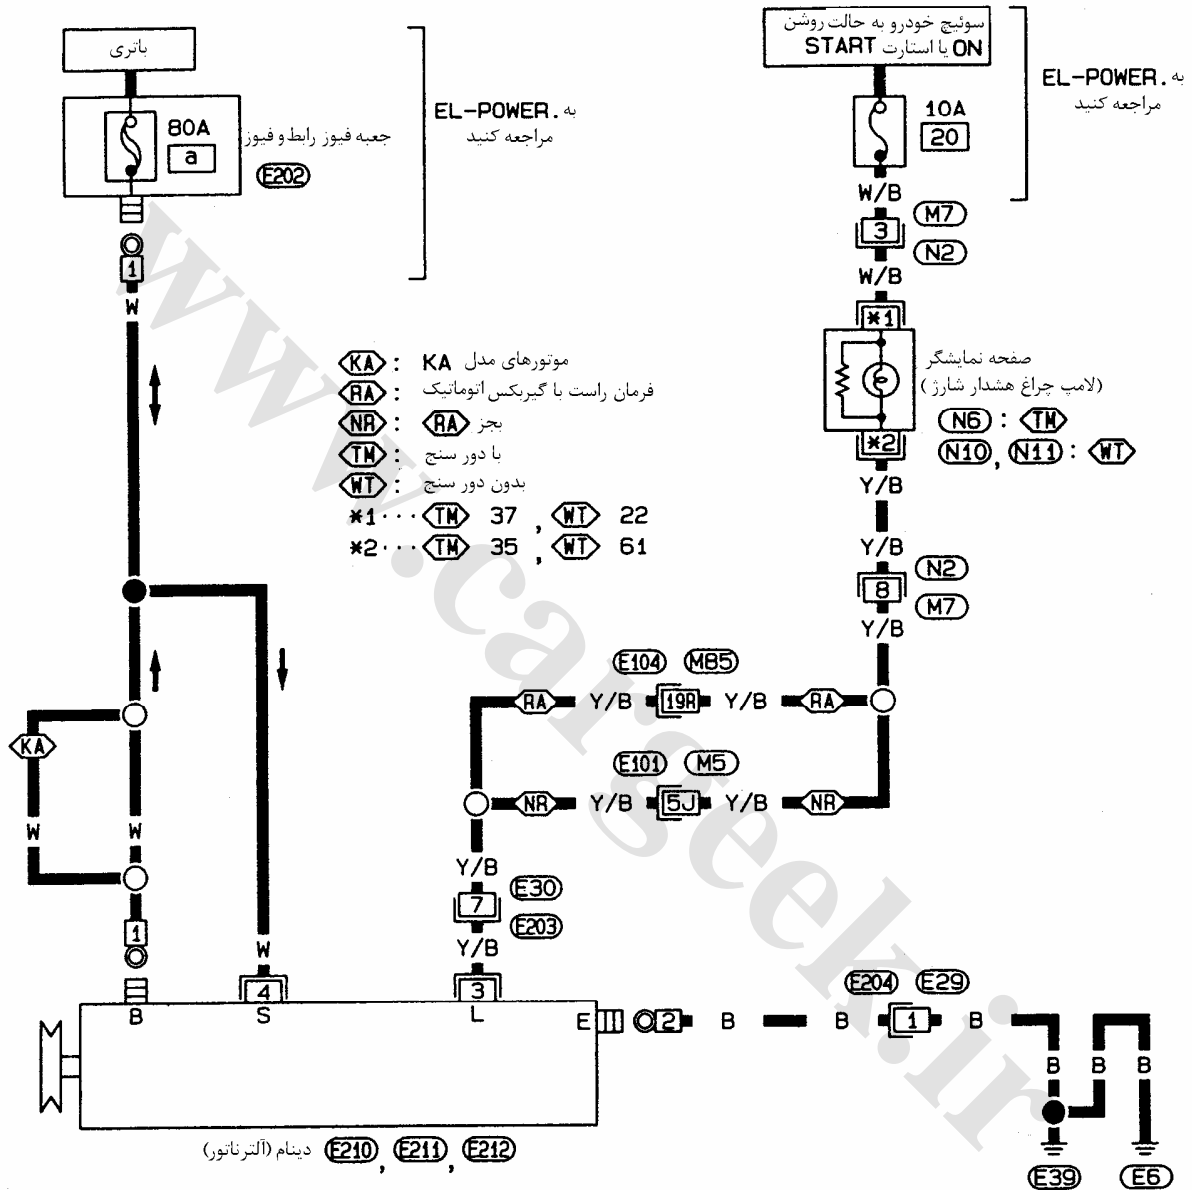 باتری
80A
a
جعبه فیوز رابط و فیوز
E202
به EL-POWER.
مراجعه کنید
سوئیچ خودرو به حالت روشن
ON یا استارت START
به EL-POWER.
مراجعه کنید
10A
20
W/B
3
M7
N2
W/B
*1
صفحه نمایشگر
(لامپ چراغ هشدار شارژ)
N6 : TM
N10, N11 : WT
*2
Y/B
Y/B
N2
8
M7
Y/B
1
W
KA : موتورهای مدل KA
RA : فرمان راست با گیربکس اتوماتیک
NR : بجز RA
TM : با دور سنج
WT : بدون دور سنج
*1··· TM 37 , WT 22
*2··· TM 35 , WT 61
E104 M85
RA Y/B 19R Y/B RA
E101 M5
NR Y/B 5J Y/B NR
KA
W
W
1
W
Y/B
7
E30
E203
Y/B
B
4
S
3
L
E
2
B
B
E204 E29
1
B
B
B
B
E39
E6
دینام (آلترناتور) E210, E211, E212
www.cargeek.ir